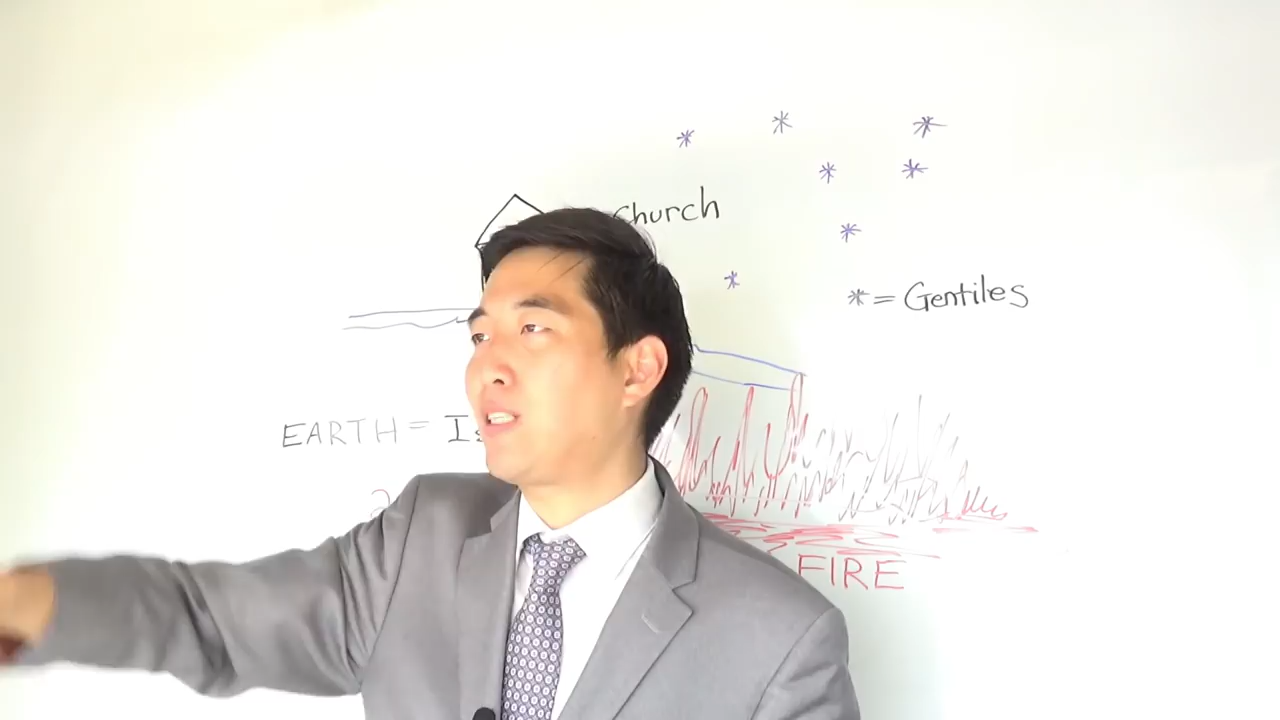 Church
* = Gentiles
EARTH =
FIRE